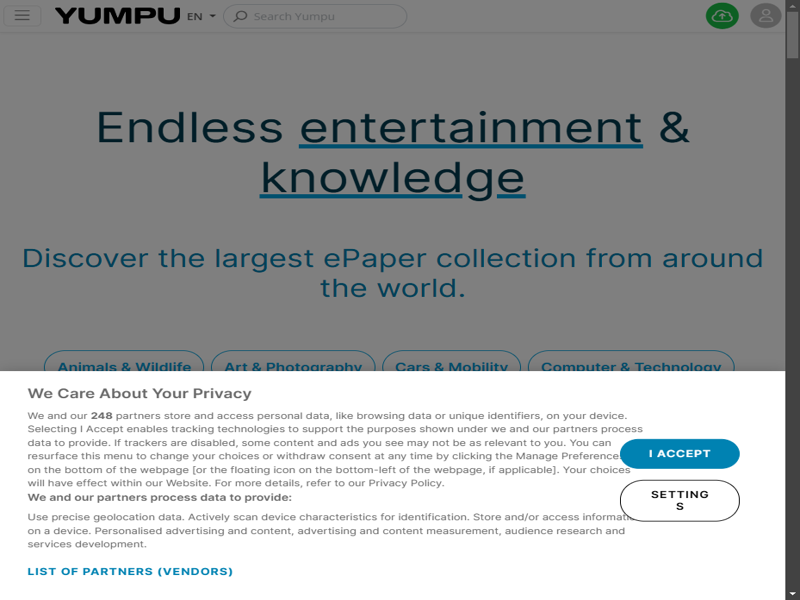 YUMPU EN Search Yumpu
Endless entertainment &
knowledge
Discover the largest ePaper collection from around
the world.
Animals & Wildlife Art & Photography Cars & Mobility Computer & Technology
We Care About Your Privacy
We and our 248 partners store and access personal data, like browsing data or unique identifiers, on your device.
Selecting I Accept enables tracking technologies to support the purposes shown under we and our partners process
data to provide. If trackers are disabled, some content and ads you see may not be as relevant to you. You can
resurface this menu to change your choices or withdraw consent at any time by clicking the Manage Preferences
on the bottom of the webpage [or the floating icon on the bottom-left of the webpage, if applicable]. Your choices
will have effect within our Website. For more details, refer to our Privacy Policy.
We and our partners process data to provide:
Use precise geolocation data. Actively scan device characteristics for identification. Store and/or access information
on a device. Personalised advertising and content, advertising and content measurement, audience research and
services development.
LIST OF PARTNERS (VENDORS)
I ACCEPT
SETTING
S